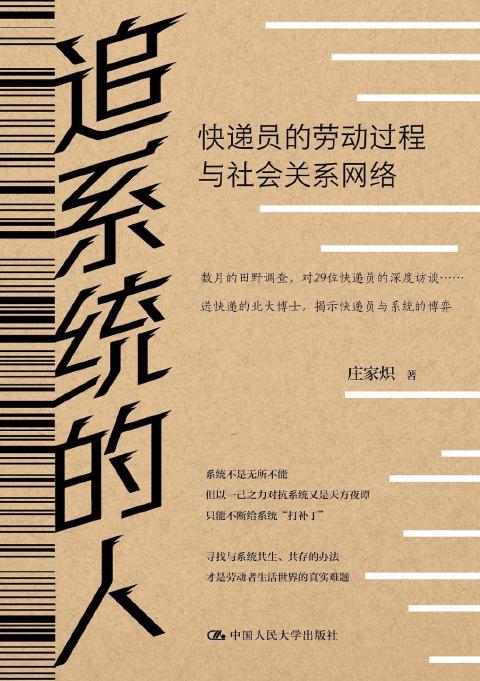 追系统的人
快递员的劳动过程
与社会关系网络
数月的田野调查，对29位快递员的深度访谈……
送快递的北大博士，揭示快递员与系统的博弈
庄家炽 著
系统不是无所不能
但以一己之力对抗系统又是天方夜谭
只能不断给系统“打补丁”
寻找与系统共生、共存的办法
才是劳动者生活世界的真实难题
中国人民大学出版社